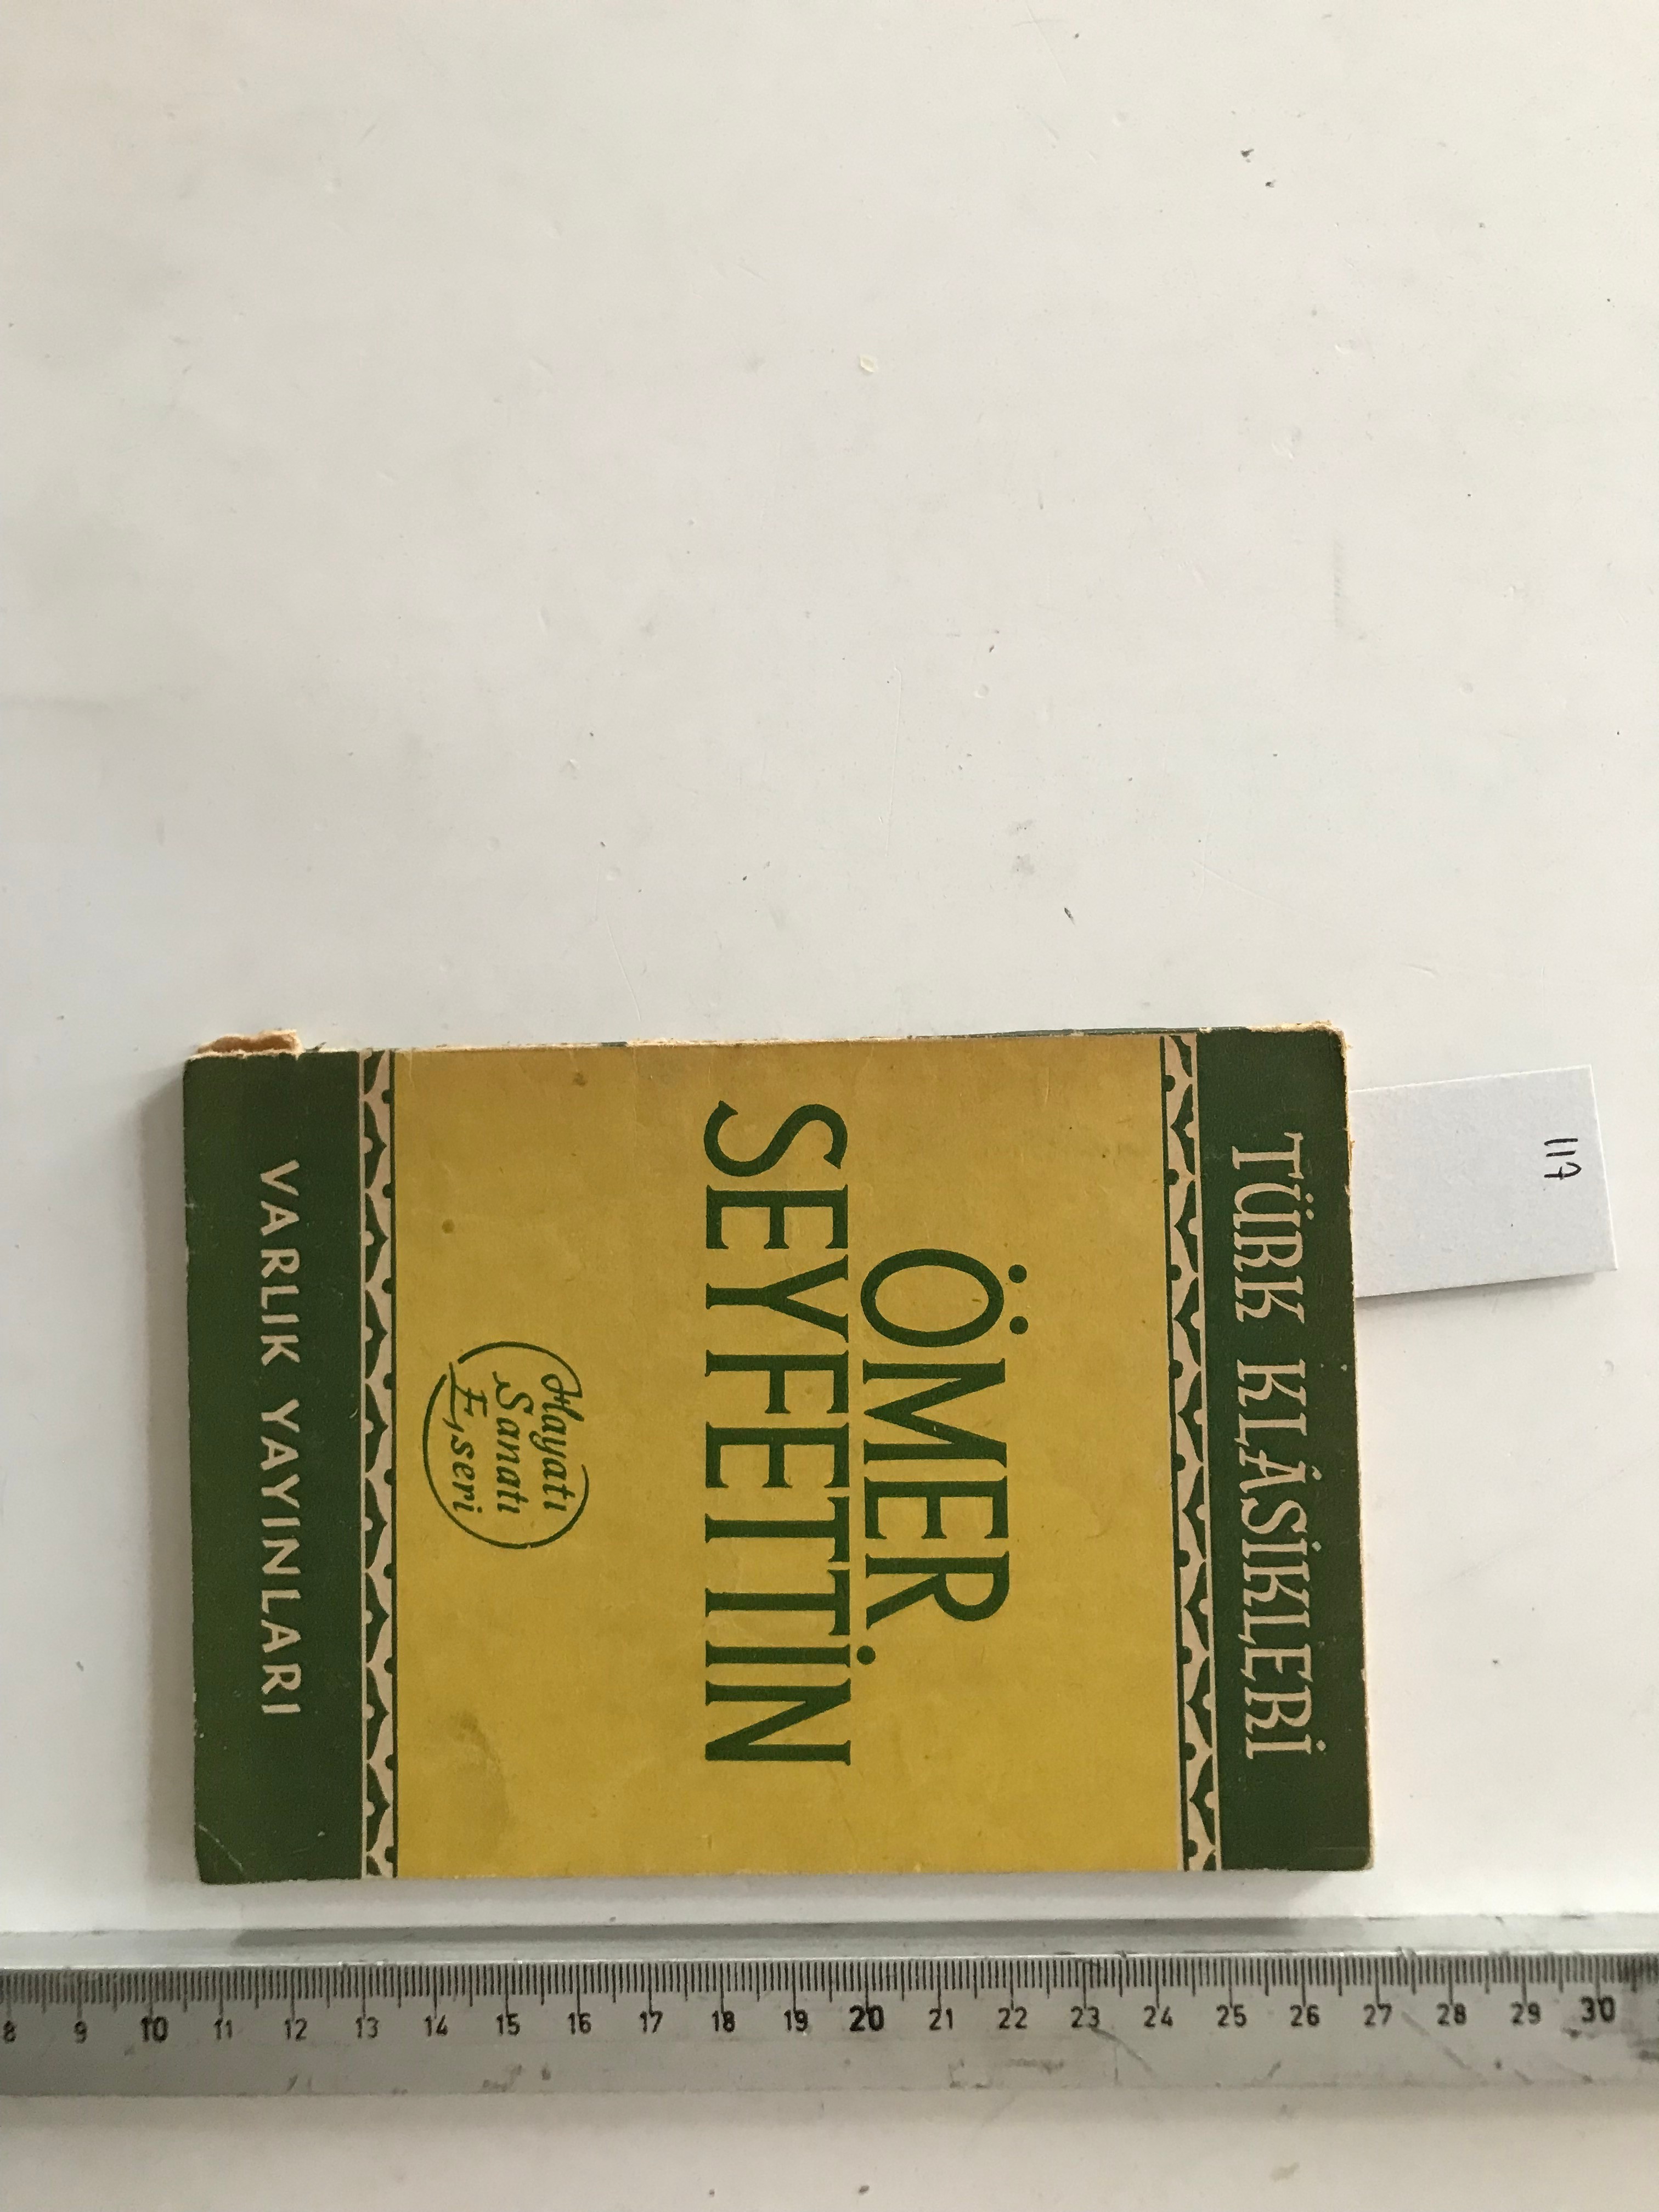 TÜRK KLÂSİKLERİ
ÖMER
SEYFETTİN
Hayatı
Sanatı
Eseri
VARLIK YAYINLARI
117
8 9 10 11 12 13 14 15 16 17 18 19 20 21 22 23 24 25 26 27 28 29 30